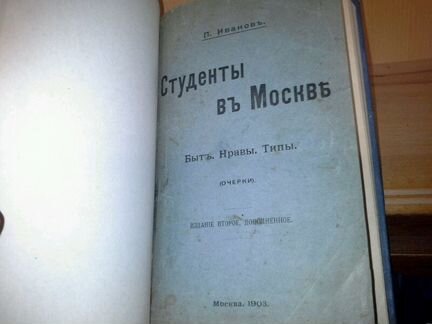 П. Ивановъ.
Студенты
въ Москвѣ
Бытъ. Нравы. Типы.
(ОЧЕРКИ).
ИЗДАНІЕ ВТОРОЕ, ДОПОЛНЕННОЕ.
Москва. 1903.